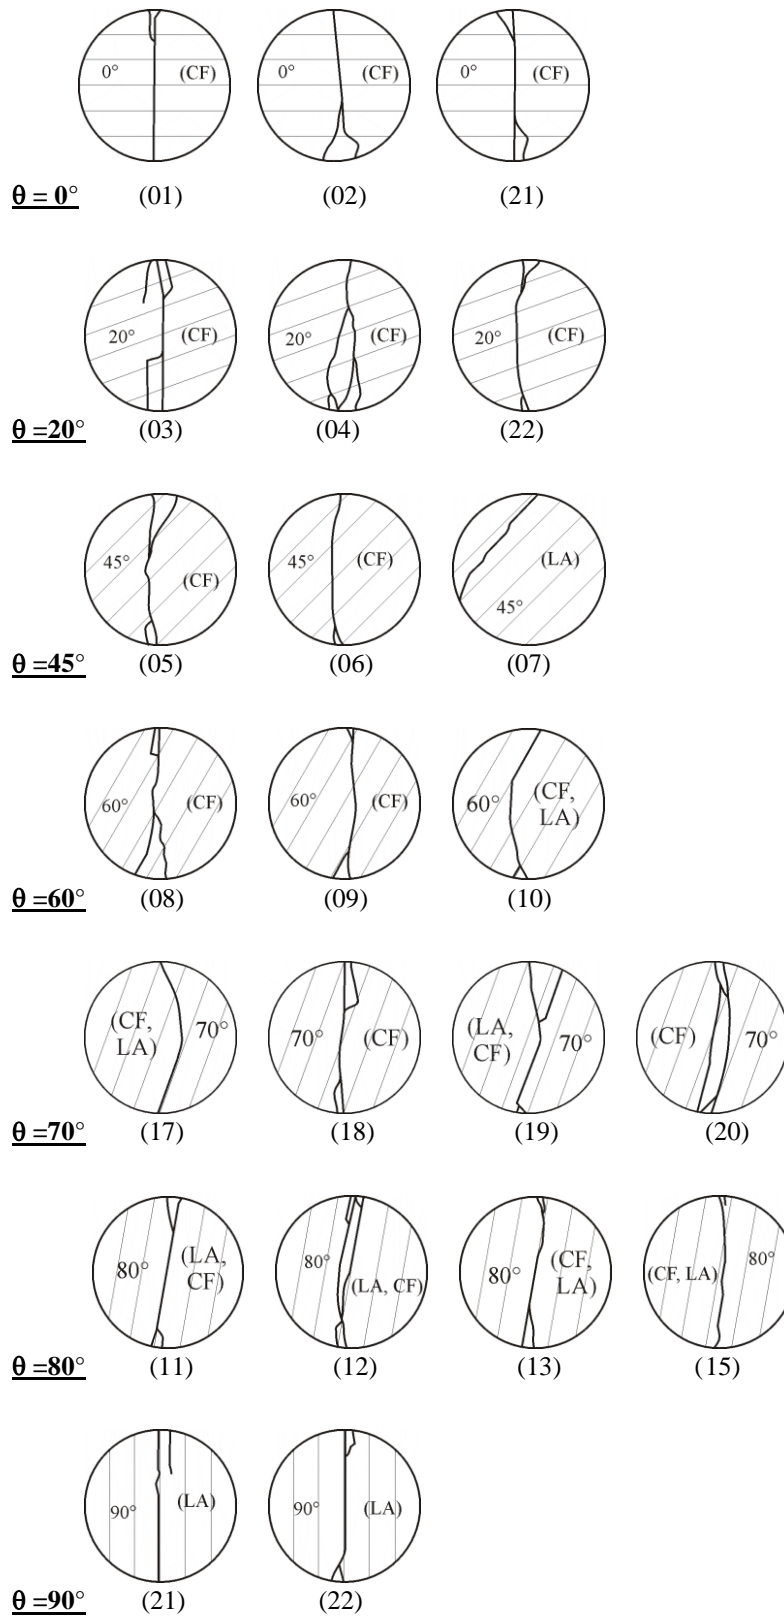 0° (CF) 0° (CF) 0° (CF)
θ = 0° (01) (02) (21)
20° (CF) 20° (CF) 20° (CF)
θ =20° (03) (04) (22)
45° (CF) 45° (CF) (LA) 45°
θ =45° (05) (06) (07)
60° (CF) 60° (CF) 60° (CF,
LA)
θ =60° (08) (09) (10)
(CF,
LA) 70° 70° (CF) (LA,
CF) 70° (CF) 70°
θ =70° (17) (18) (19) (20)
80° (LA,
CF) 80° (LA, CF) 80° (CF,
LA) (CF, LA) 80°
θ =80° (11) (12) (13) (15)
90° (LA) 90° (LA)
θ =90° (21) (22)